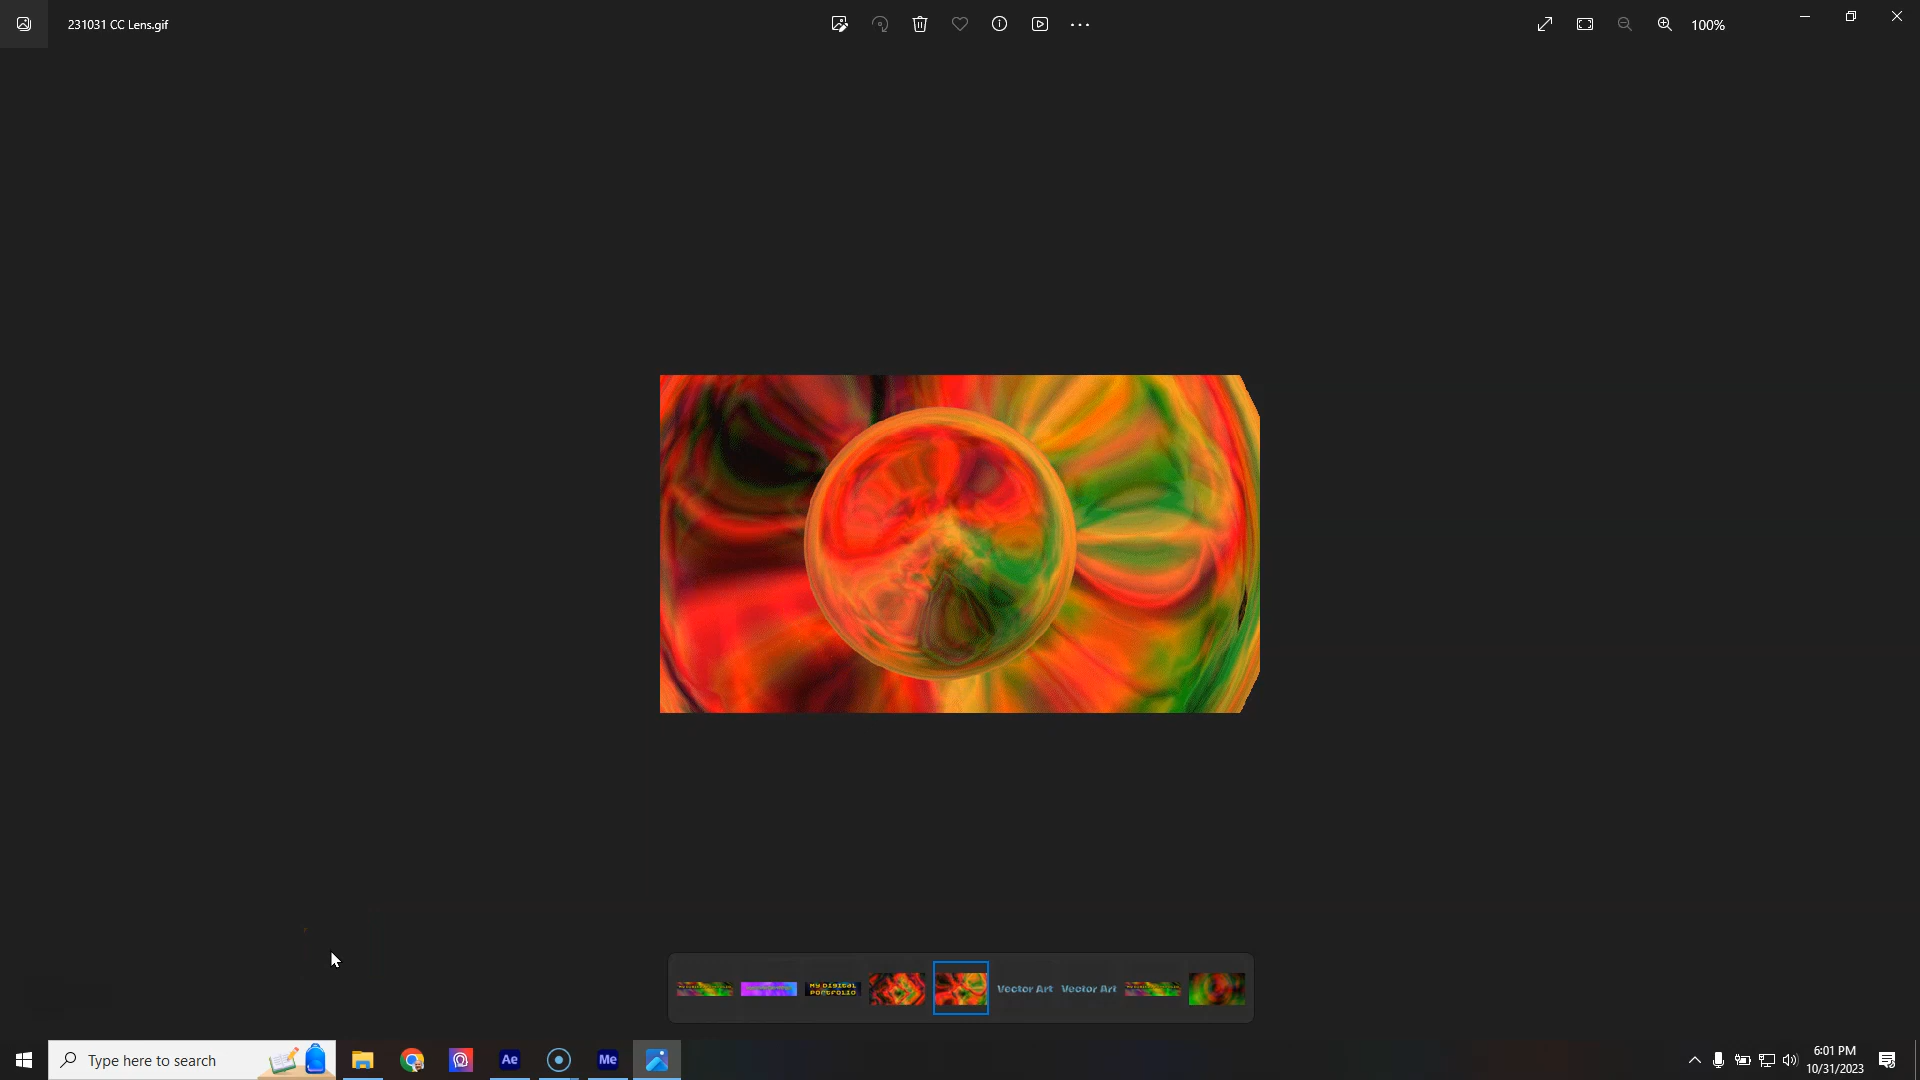 231031 CC Lens.gif
100%
MY DIGITAL
PORTFOLIO
Vector Art
Vector Art
Type here to search
Ae
Me
6:01 PM
10/31/2023